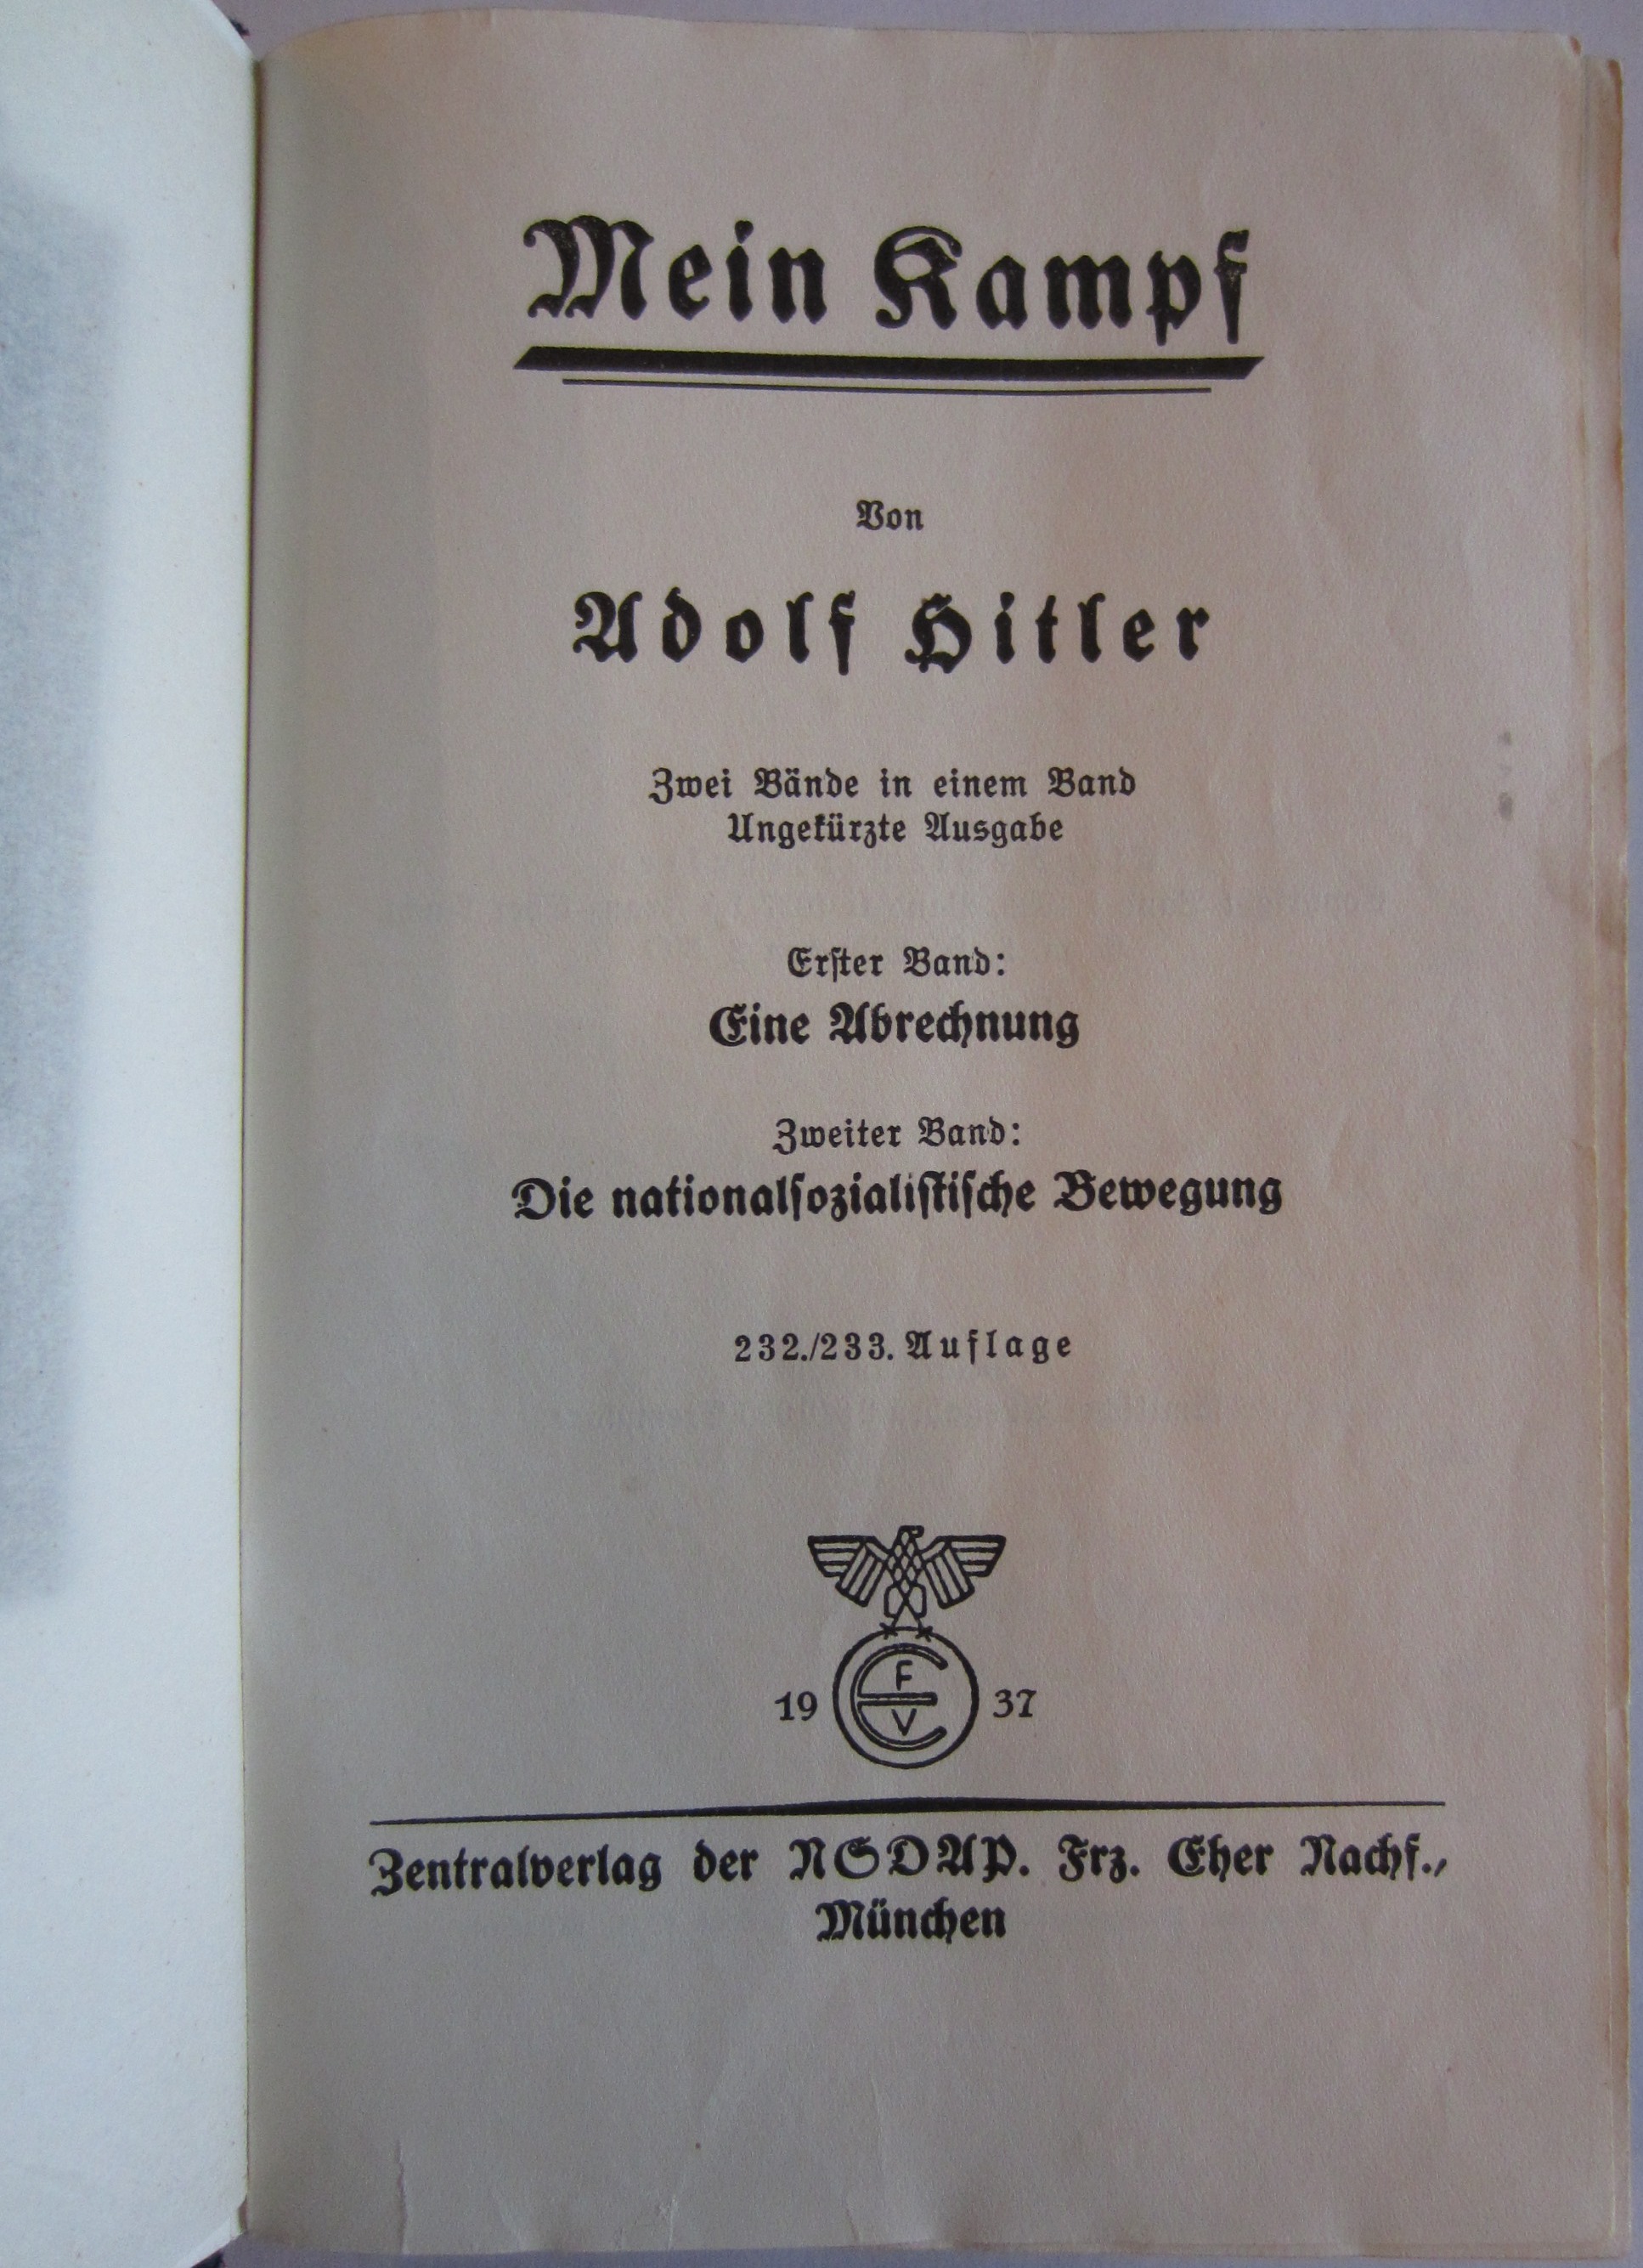 Mein Kampf
Von
Adolf Hitler
Zwei Bände in einem Band
Ungekürzte Ausgabe
Erster Band:
Eine Abrechnung
Zweiter Band:
Die nationalsozialistische Bewegung
232./233. Auflage
F
19 E 37
V
Zentralverlag der NSDAP. Frz. Eher Nachf.,
München